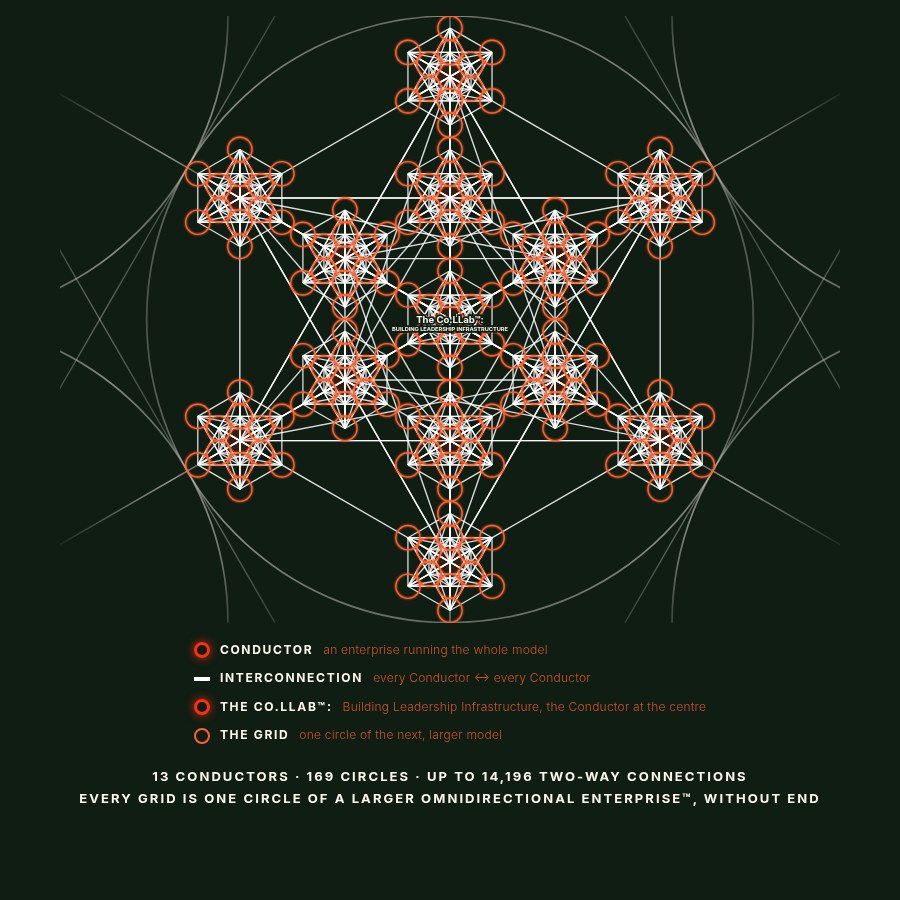 The Co.LLab™:
BUILDING LEADERSHIP INFRASTRUCTURE
CONDUCTOR an enterprise running the whole model
INTERCONNECTION every Conductor ↔ every Conductor
THE CO.LLAB™: Building Leadership Infrastructure, the Conductor at the centre
THE GRID one circle of the next, larger model
13 CONDUCTORS · 169 CIRCLES · UP TO 14,196 TWO-WAY CONNECTIONS
EVERY GRID IS ONE CIRCLE OF A LARGER OMNIDIRECTIONAL ENTERPRISE™, WITHOUT END